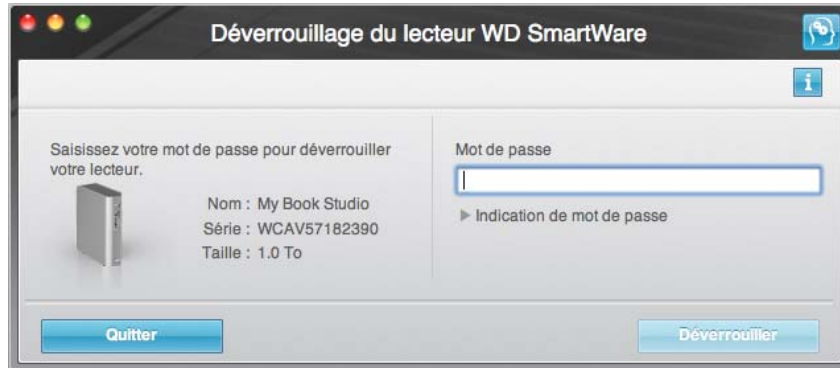 Déverrouillage du lecteur WD SmartWare
i
Saisissez votre mot de passe pour déverrouiller
votre lecteur.
Nom : My Book Studio
Série : WCAV57182390
Taille : 1.0 To
Mot de passe
Indication de mot de passe
Quitter
Déverrouiller